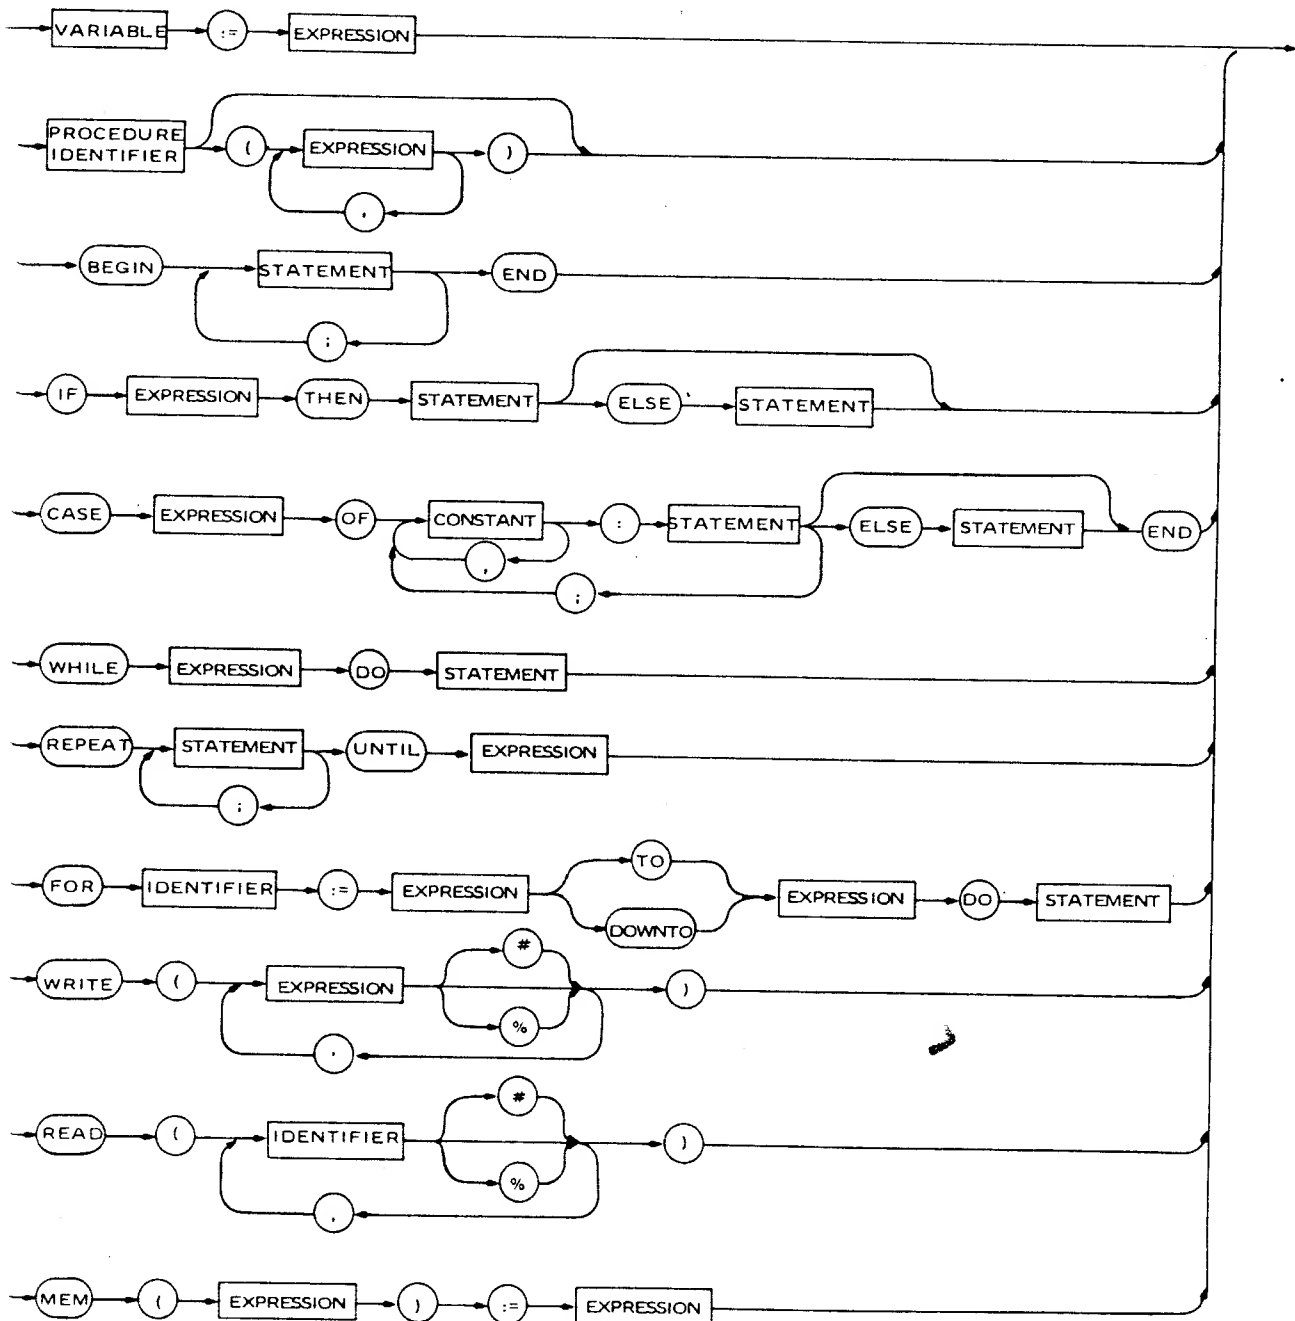 VARIABLE := EXPRESSION
PROCEDURE
IDENTIFIER ( EXPRESSION )
,
BEGIN STATEMENT END
;
IF EXPRESSION THEN STATEMENT ELSE STATEMENT
CASE EXPRESSION OF CONSTANT : STATEMENT ELSE STATEMENT END
,
;
WHILE EXPRESSION DO STATEMENT
REPEAT STATEMENT UNTIL EXPRESSION
;
TO
FOR IDENTIFIER := EXPRESSION EXPRESSION DO STATEMENT
DOWNTO
#
WRITE ( EXPRESSION )
%
,
#
READ ( IDENTIFIER )
%
,
MEM ( EXPRESSION ) := EXPRESSION